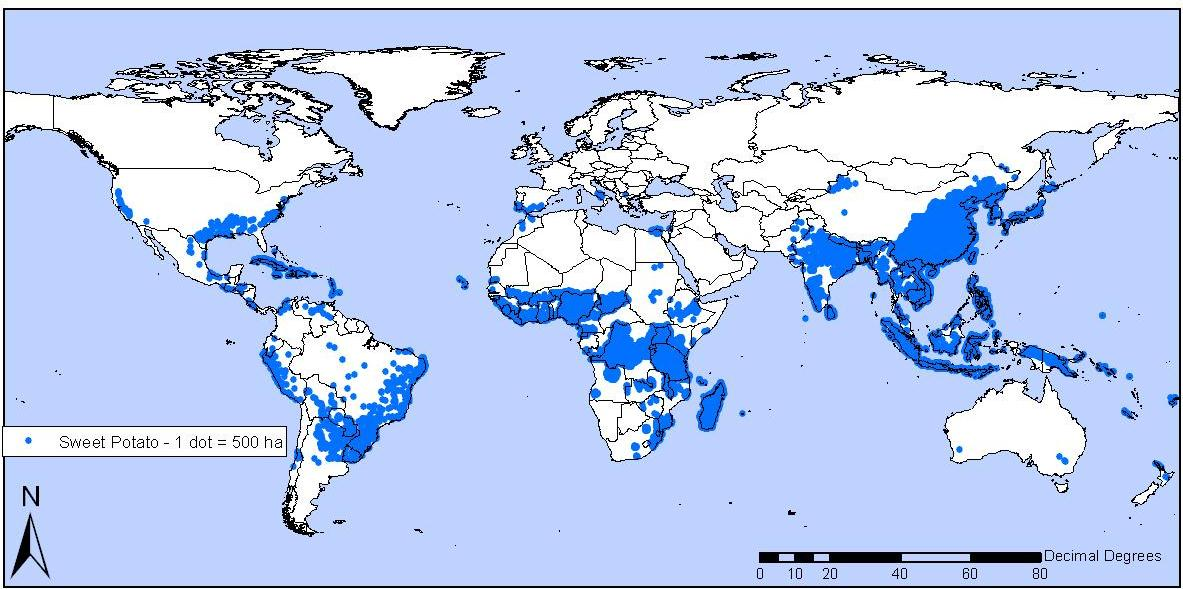 Sweet Potato - 1 dot = 500 ha
N
Decimal Degrees
0 10 20 40 60 80